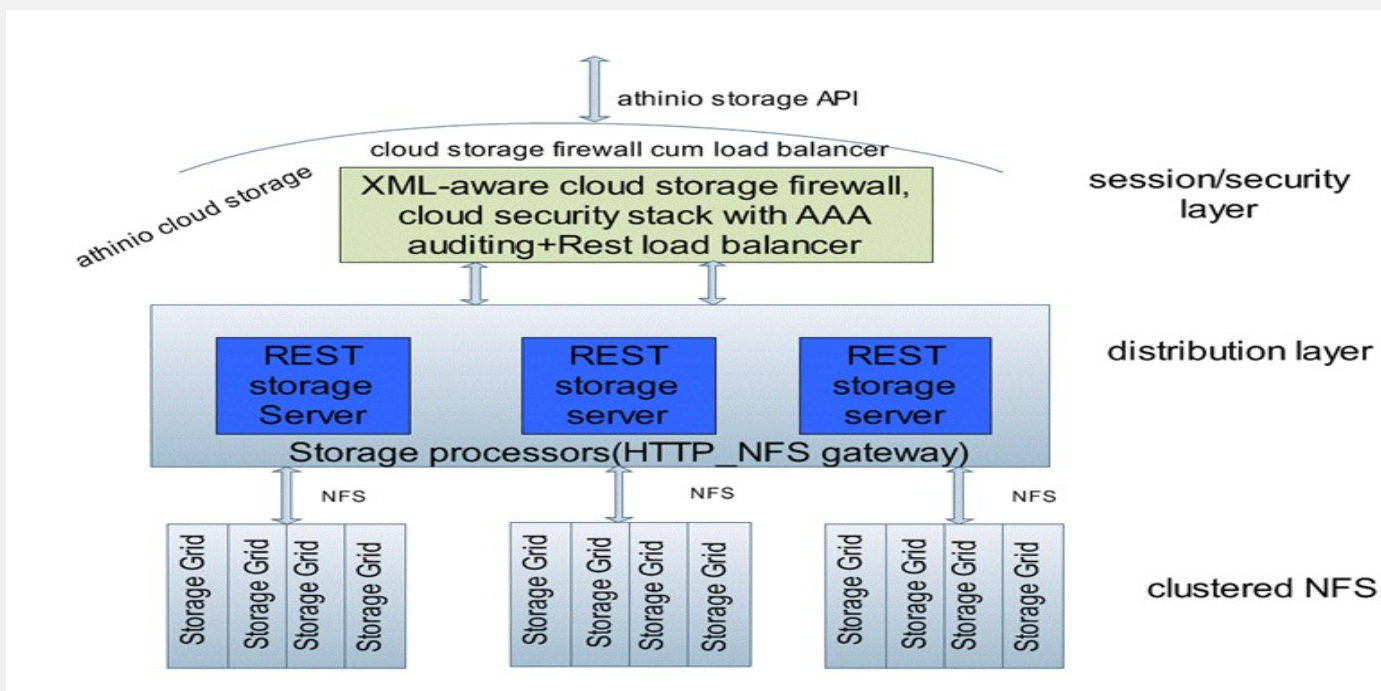 athinio storage API
cloud storage firewall cum load balancer
athinio cloud storage
XML-aware cloud storage firewall,
cloud security stack with AAA
auditing+Rest load balancer
session/security
layer
REST
storage
Server
REST
storage
server
REST
storage
server
distribution layer
Storage processors(HTTP_NFS gateway)
NFS
NFS
NFS
Storage Grid
Storage Grid
Storage Grid
Storage Grid
Storage Grid
Storage Grid
Storage Grid
Storage Grid
Storage Grid
Storage Grid
Storage Grid
Storage Grid
clustered NFS